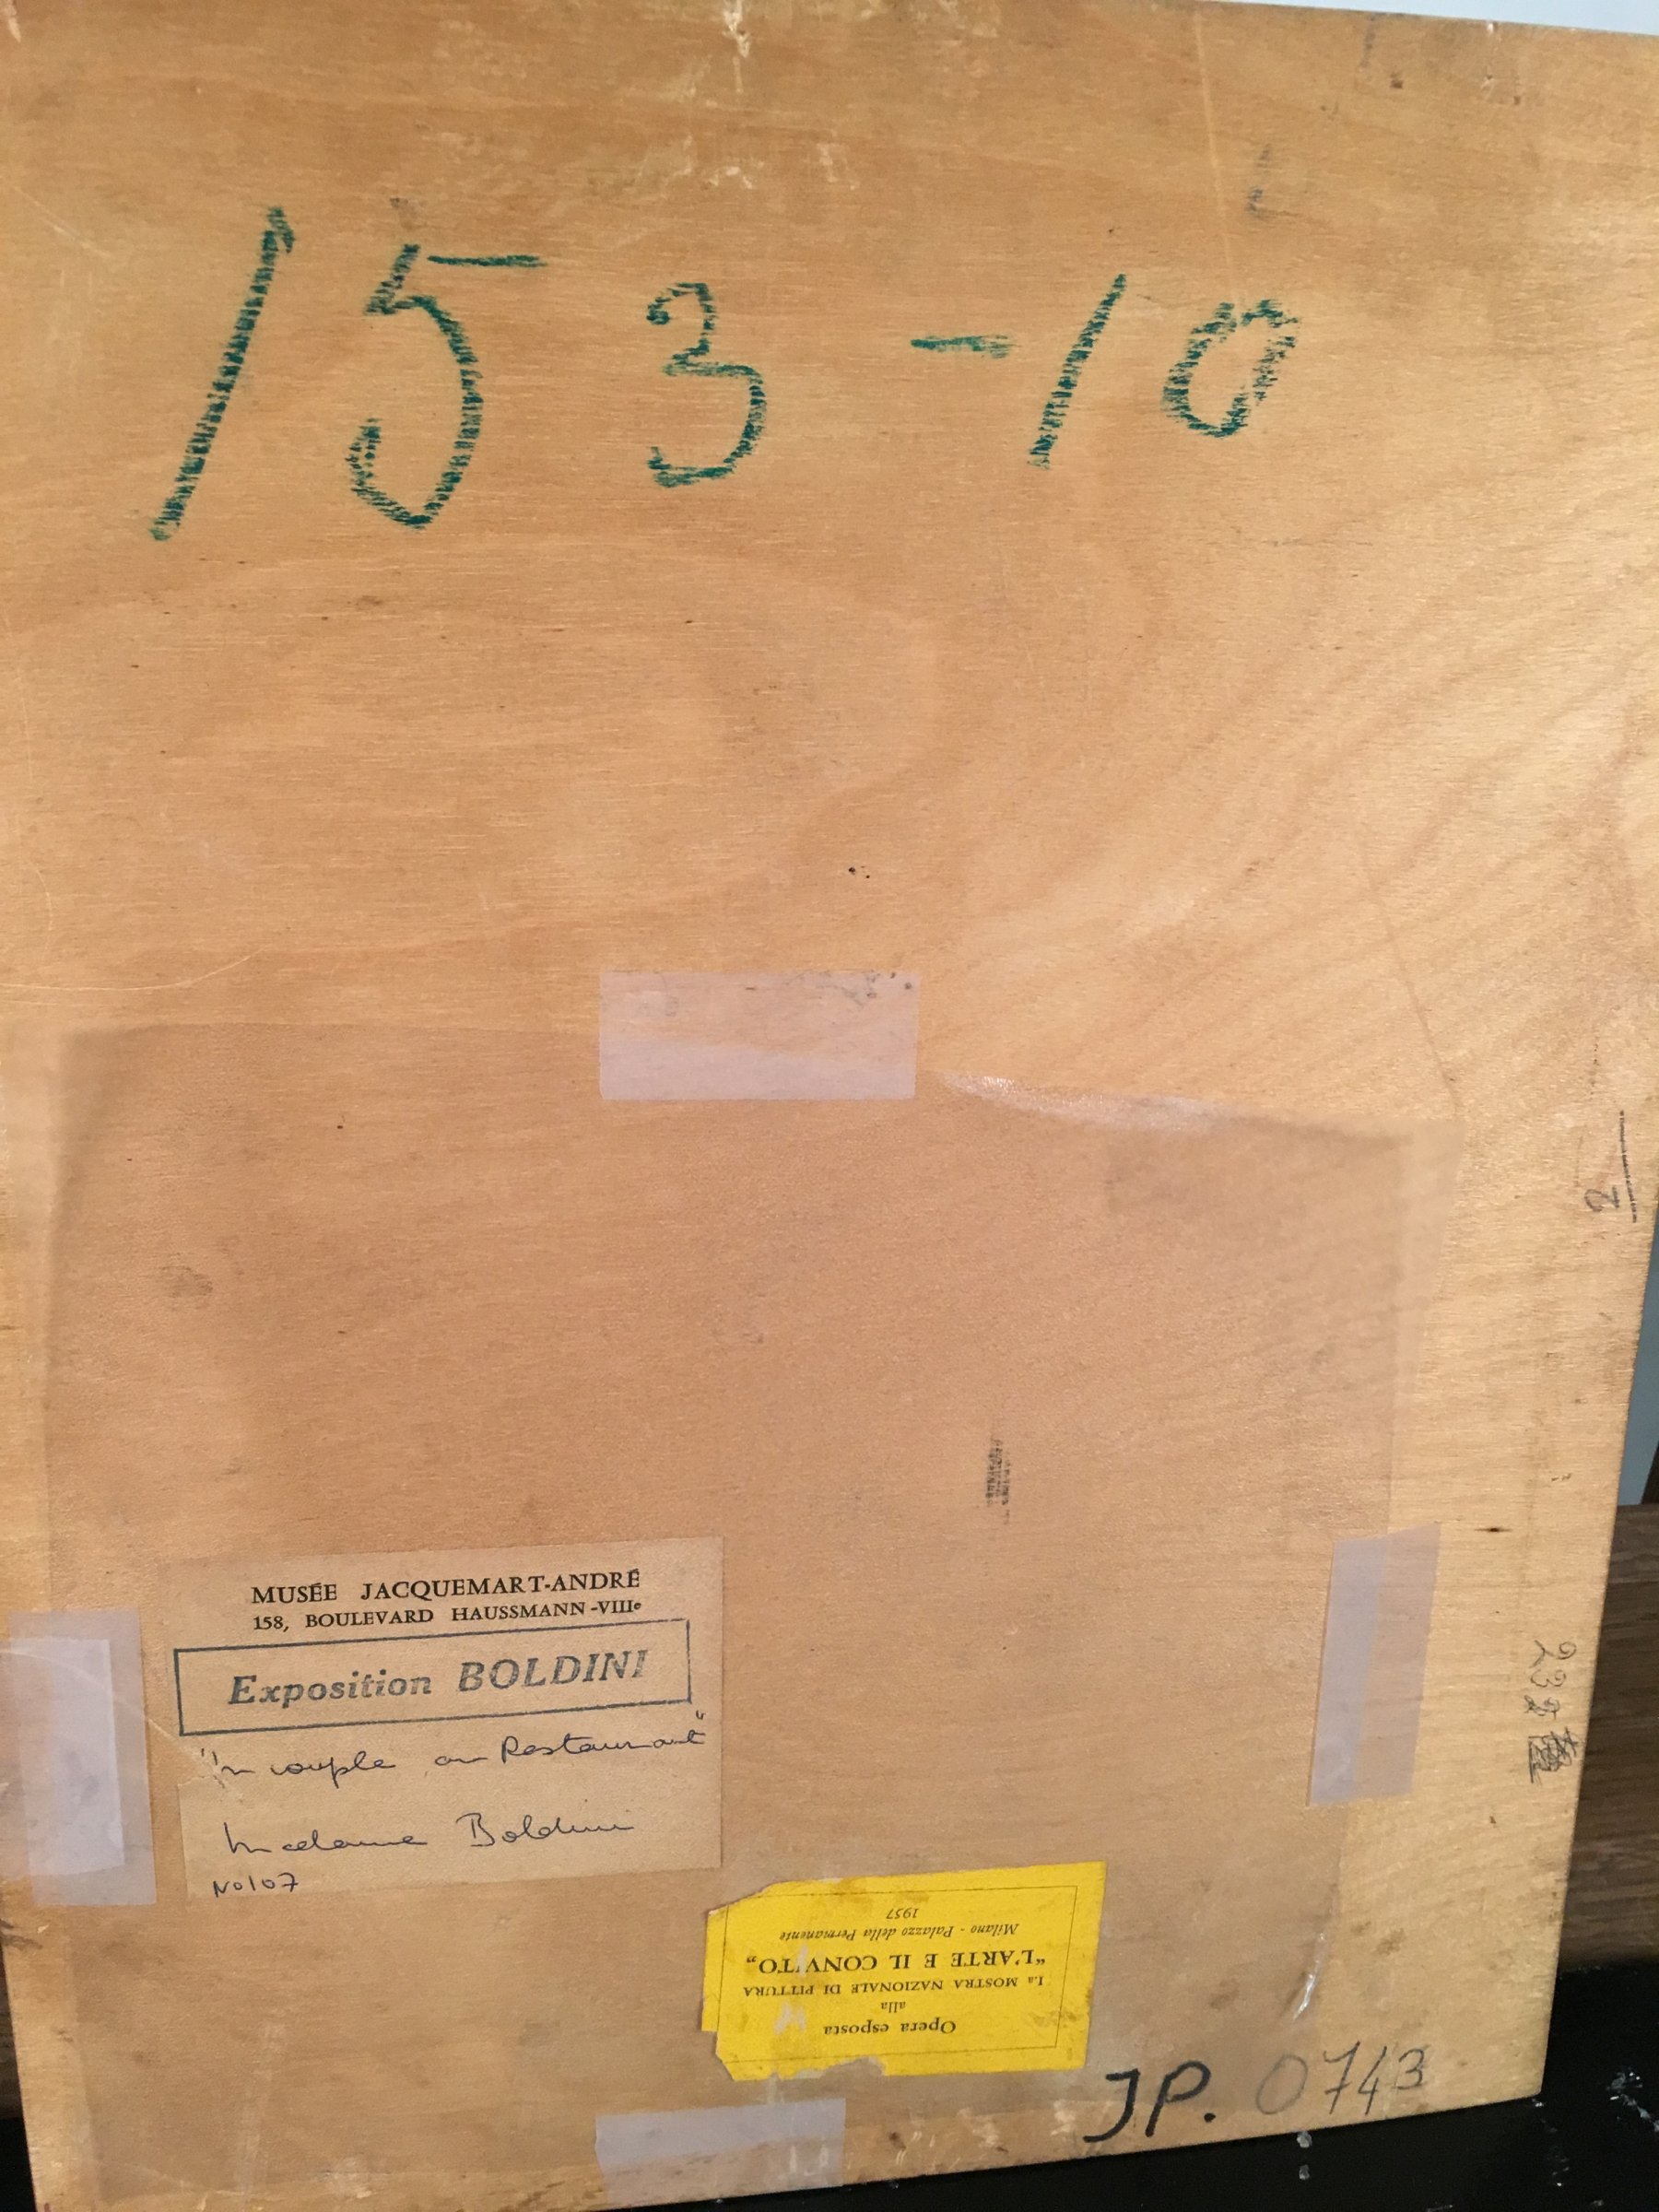 153-10
MUSÉE JACQUEMART-ANDRÉ
158, BOULEVARD HAUSSMANN-VIIIe
Exposition BOLDINI
"Un couple au Restaurant"
Madame Boldini
No107
Opera esposta
alla
I.a MOSTRA NAZIONALE DI PITTURA
"L'ARTE E IL CONVITO„
Milano - Palazzo della Permanente
1957
JP. 0743
2